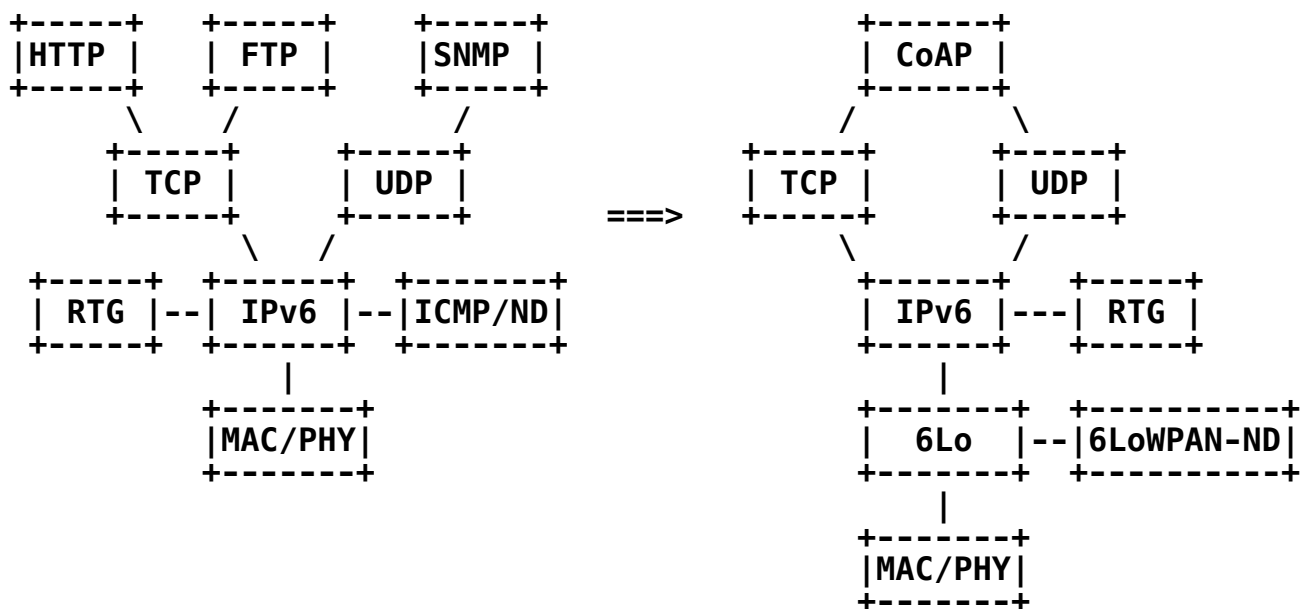 HTTP FTP SNMP CoAP
TCP UDP TCP UDP
===>
RTG -- IPv6 -- ICMP/ND IPv6 --- RTG
MAC/PHY 6Lo -- 6LoWPAN-ND
MAC/PHY